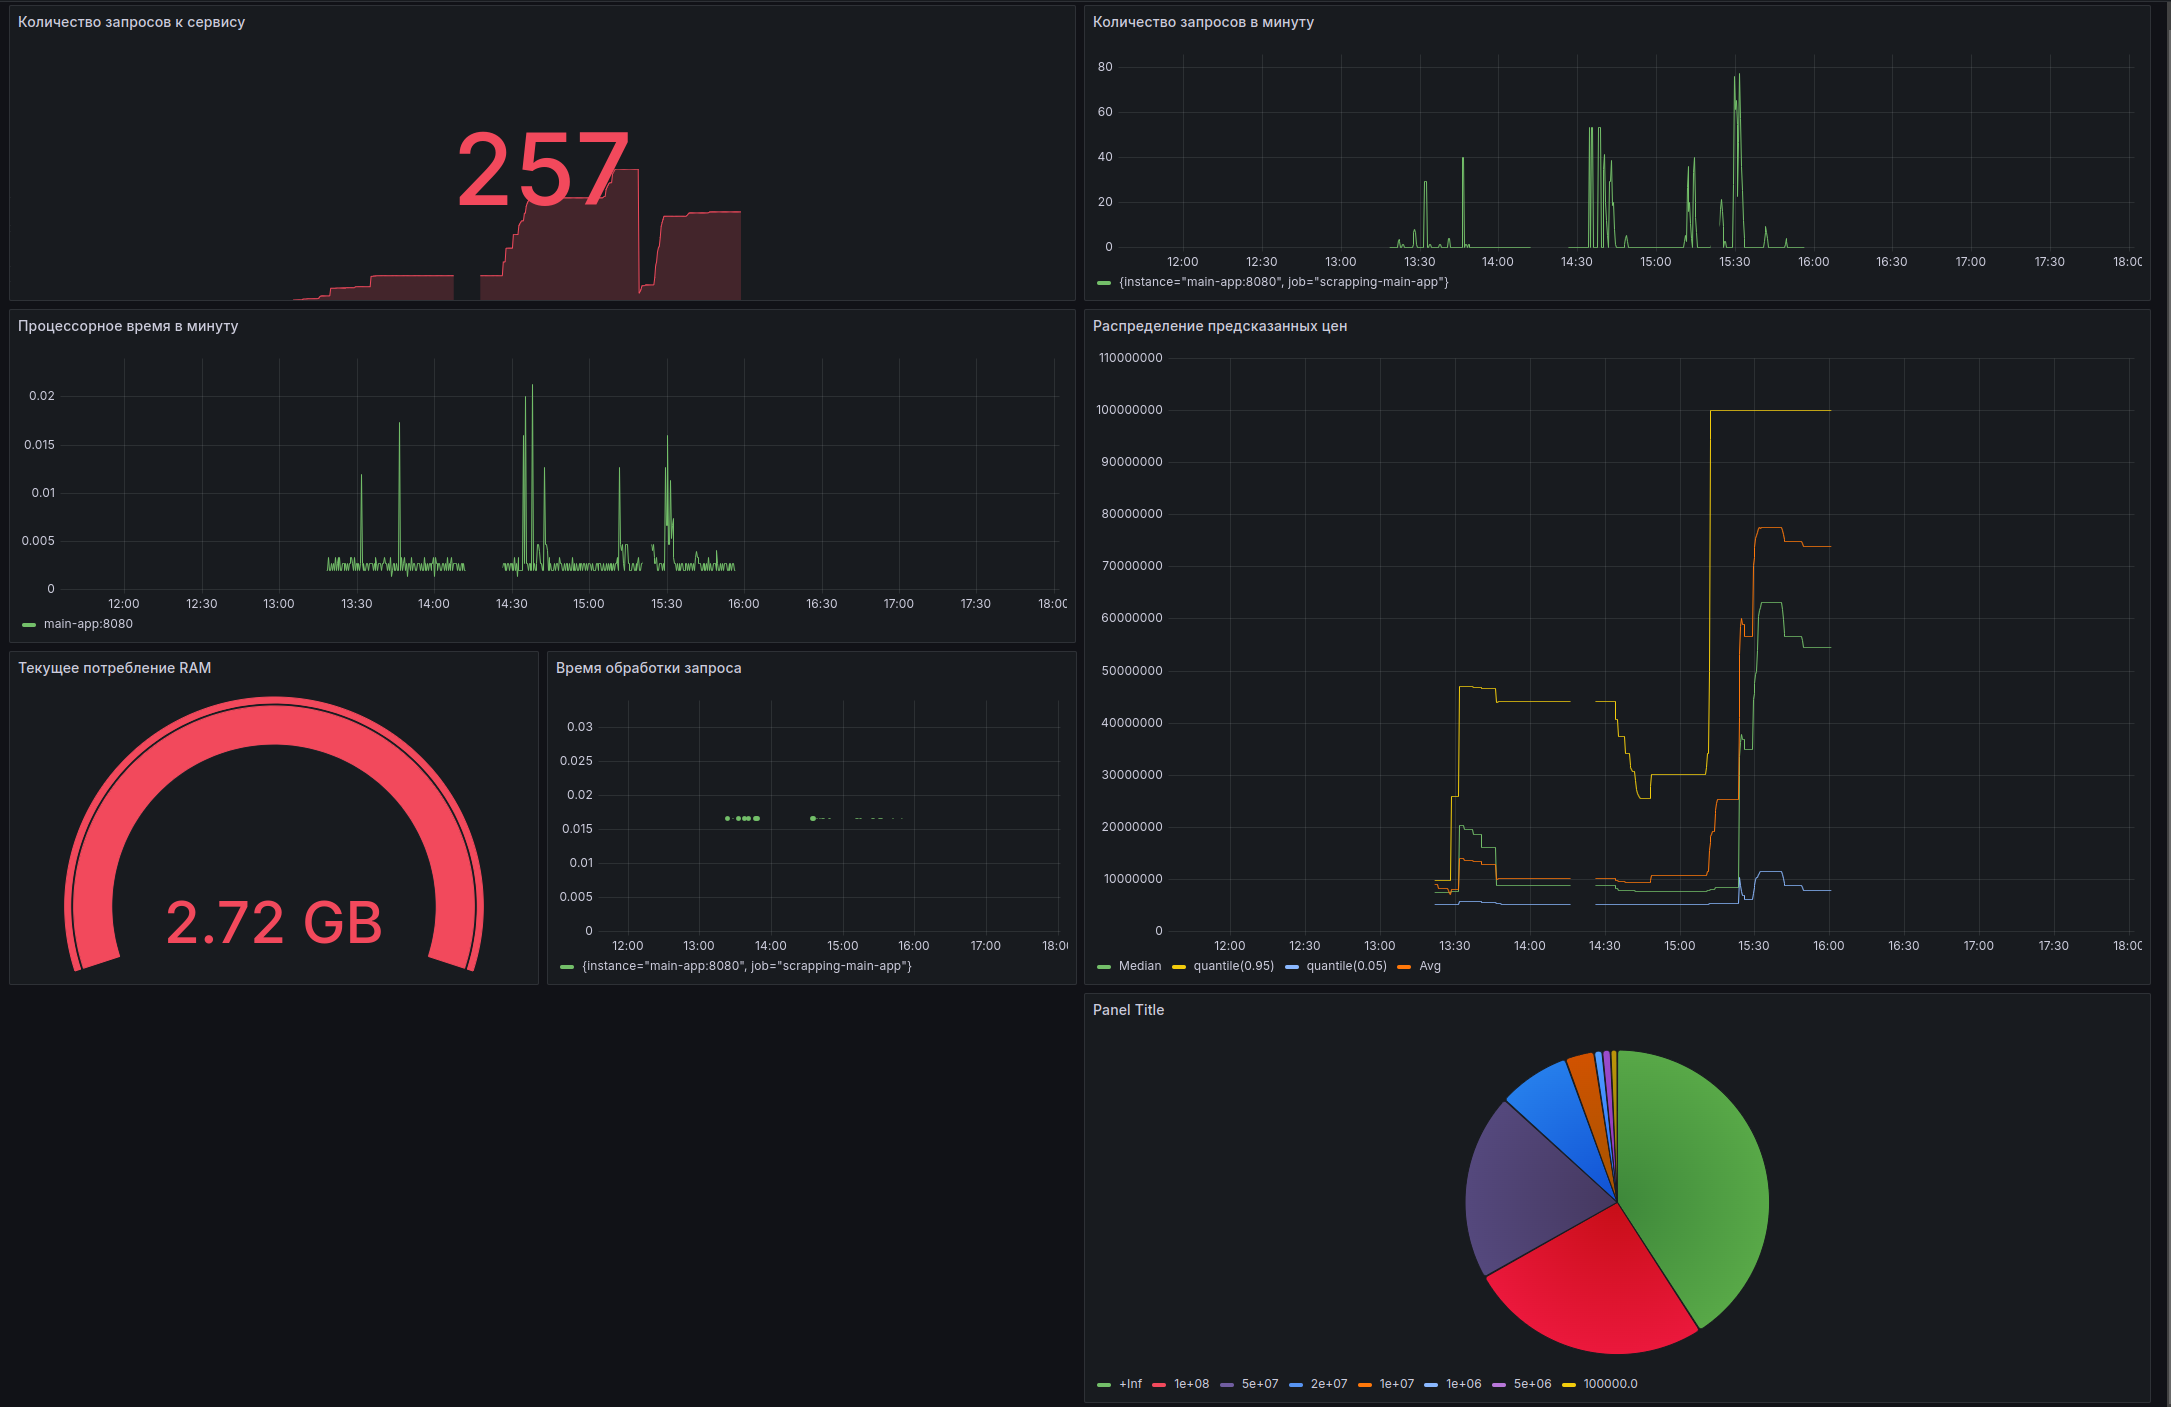 Количество запросов к сервису
257
Количество запросов в минуту
80
60
40
20
0
12:00 12:30 13:00 13:30 14:00 14:30 15:00 15:30 16:00 16:30 17:00 17:30 18:00
{instance="main-app:8080", job="scrapping-main-app"}
Процессорное время в минуту
0.02
0.015
0.01
0.005
0
12:00 12:30 13:00 13:30 14:00 14:30 15:00 15:30 16:00 16:30 17:00 17:30 18:00
main-app:8080
Распределение предсказанных цен
110000000
100000000
90000000
80000000
70000000
60000000
50000000
40000000
30000000
20000000
10000000
0
12:00 12:30 13:00 13:30 14:00 14:30 15:00 15:30 16:00 16:30 17:00 17:30 18:00
Median quantile(0.95) quantile(0.05) Avg
Текущее потребление RAM
2.72 GB
Время обработки запроса
0.03
0.025
0.02
0.015
0.01
0.005
0
12:00 13:00 14:00 15:00 16:00 17:00 18:00
{instance="main-app:8080", job="scrapping-main-app"}
Panel Title
+Inf 1e+08 5e+07 2e+07 1e+07 1e+06 5e+06 100000.0